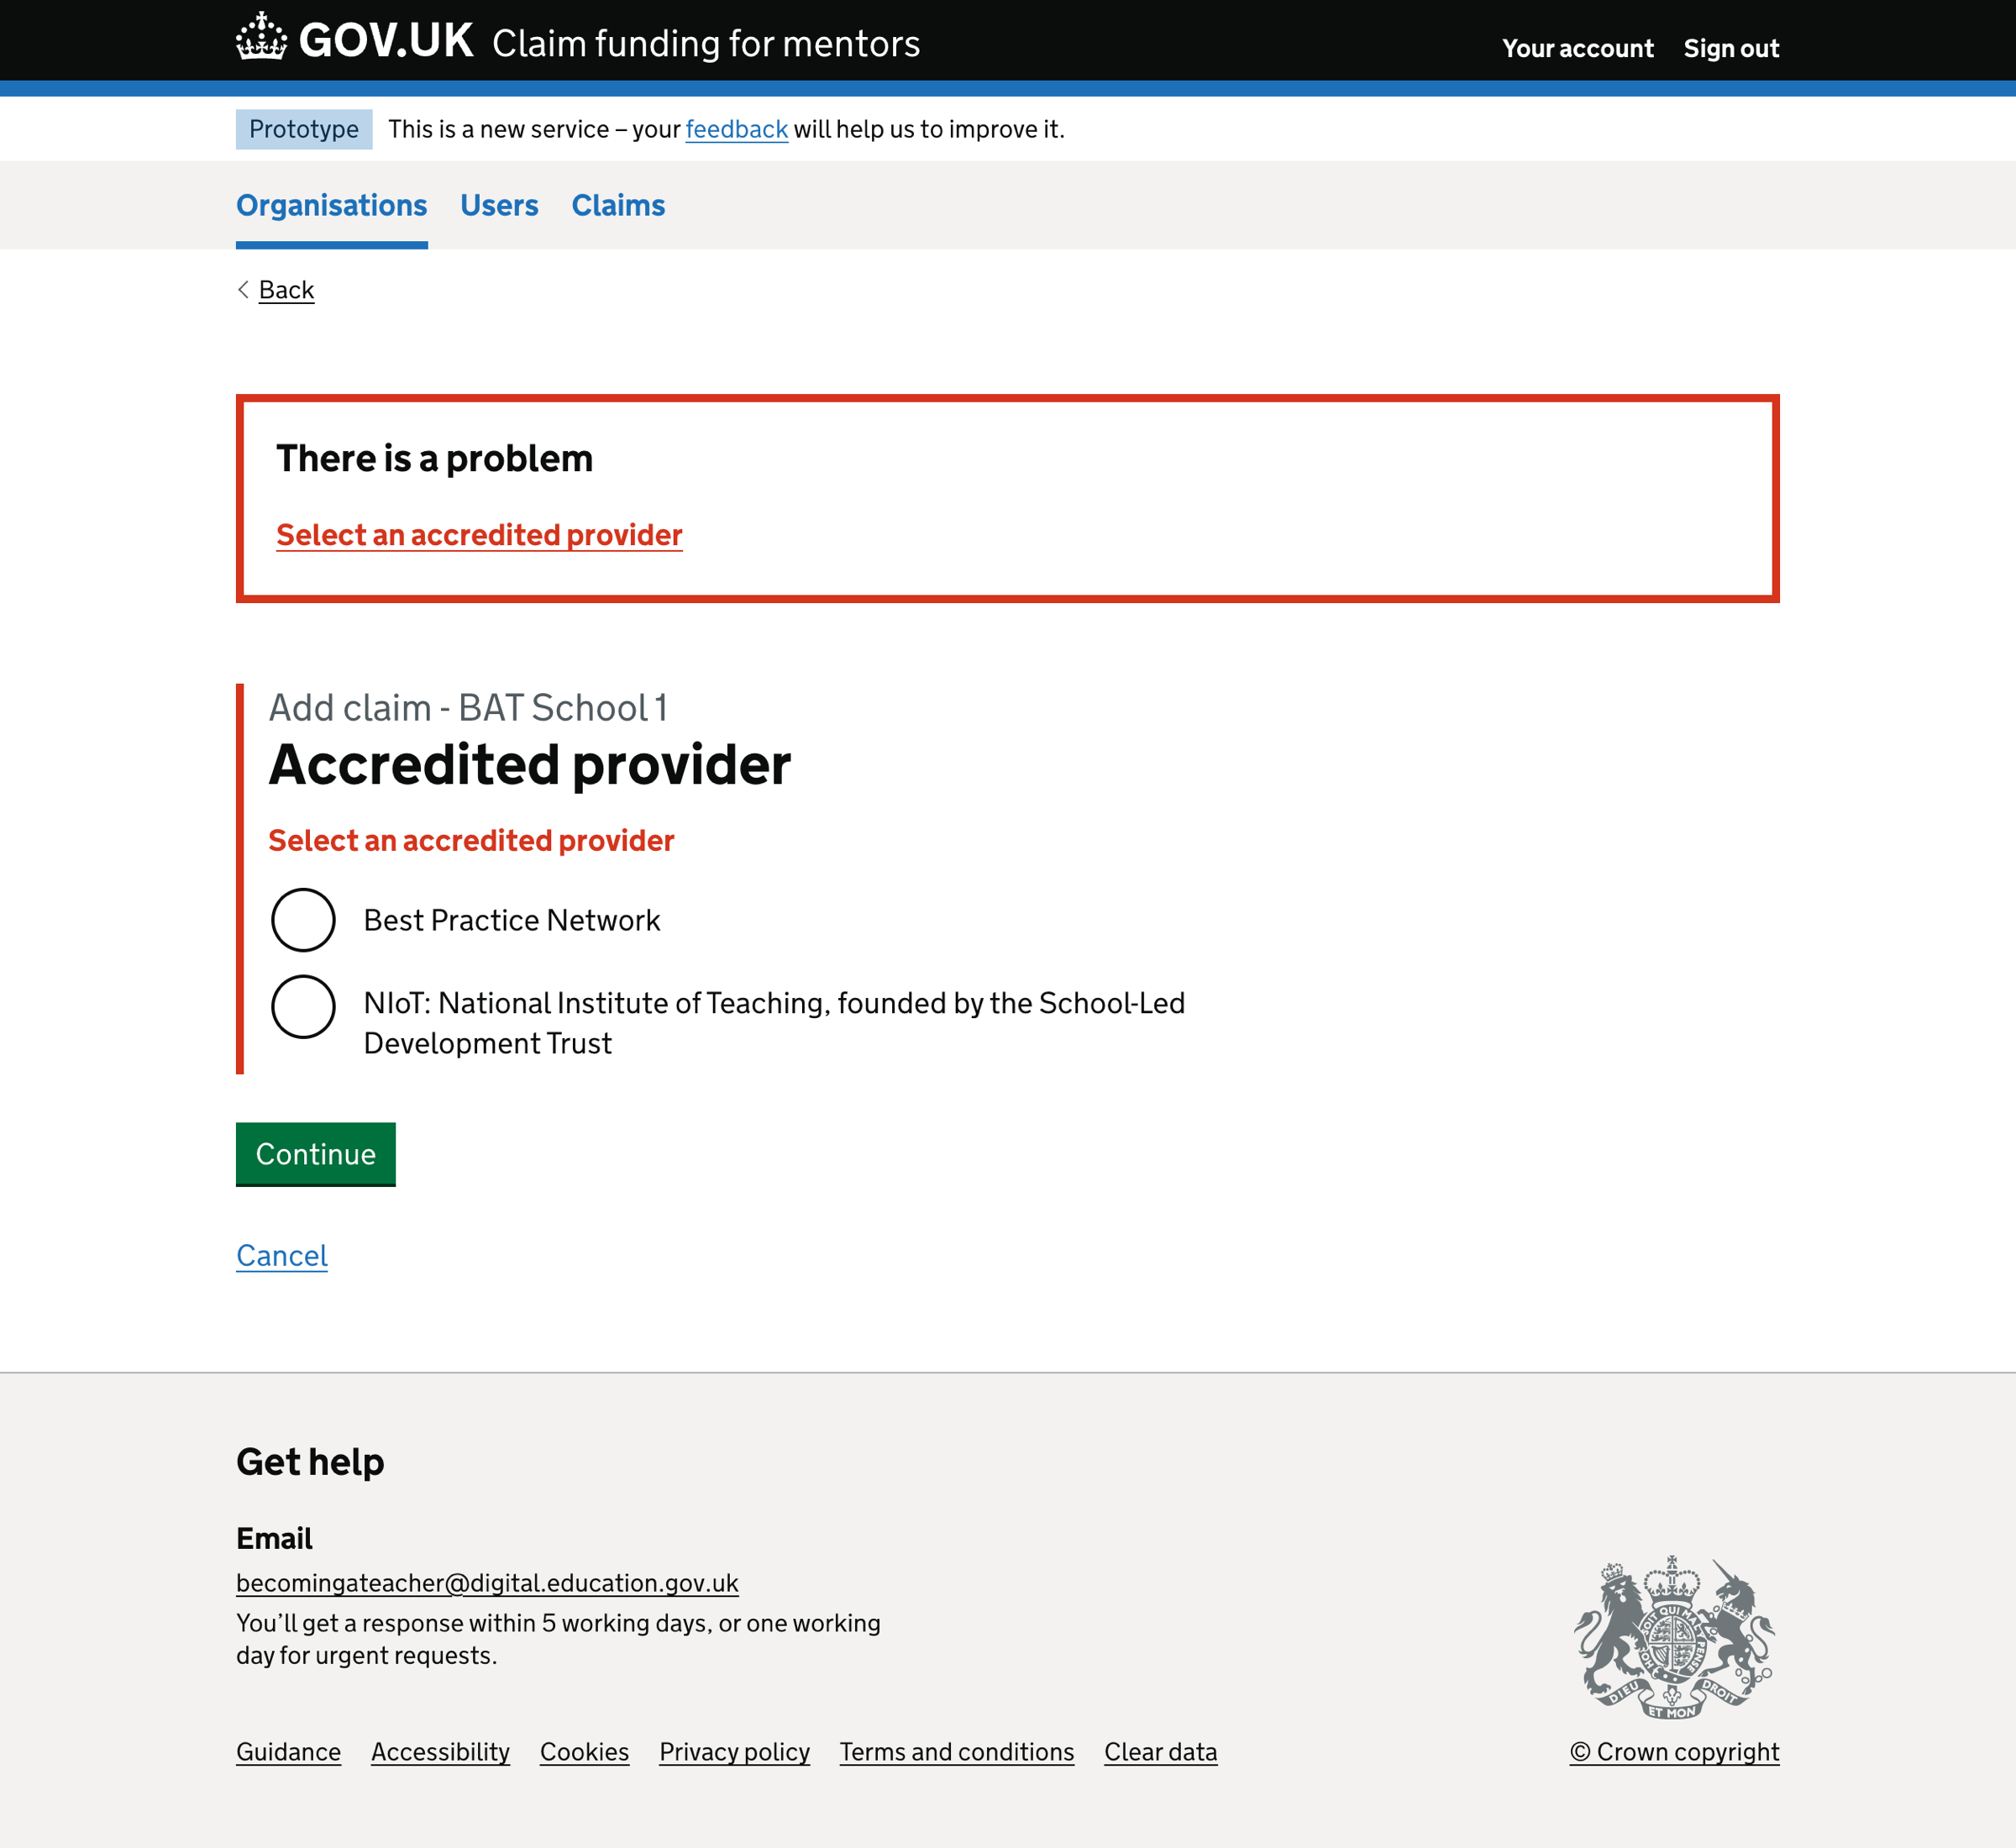 GOV.UK Claim funding for mentors
Your account Sign out
Prototype This is a new service – your feedback will help us to improve it.
Organisations Users Claims
Back
There is a problem
Select an accredited provider
Add claim - BAT School 1
Accredited provider
Select an accredited provider
Best Practice Network
NIoT: National Institute of Teaching, founded by the School-Led
Development Trust
Continue
Cancel
Get help
Email
becomingateacher@digital.education.gov.uk
You’ll get a response within 5 working days, or one working
day for urgent requests.
DIEU ET MON DROIT
Guidance Accessibility Cookies Privacy policy Terms and conditions Clear data
© Crown copyright